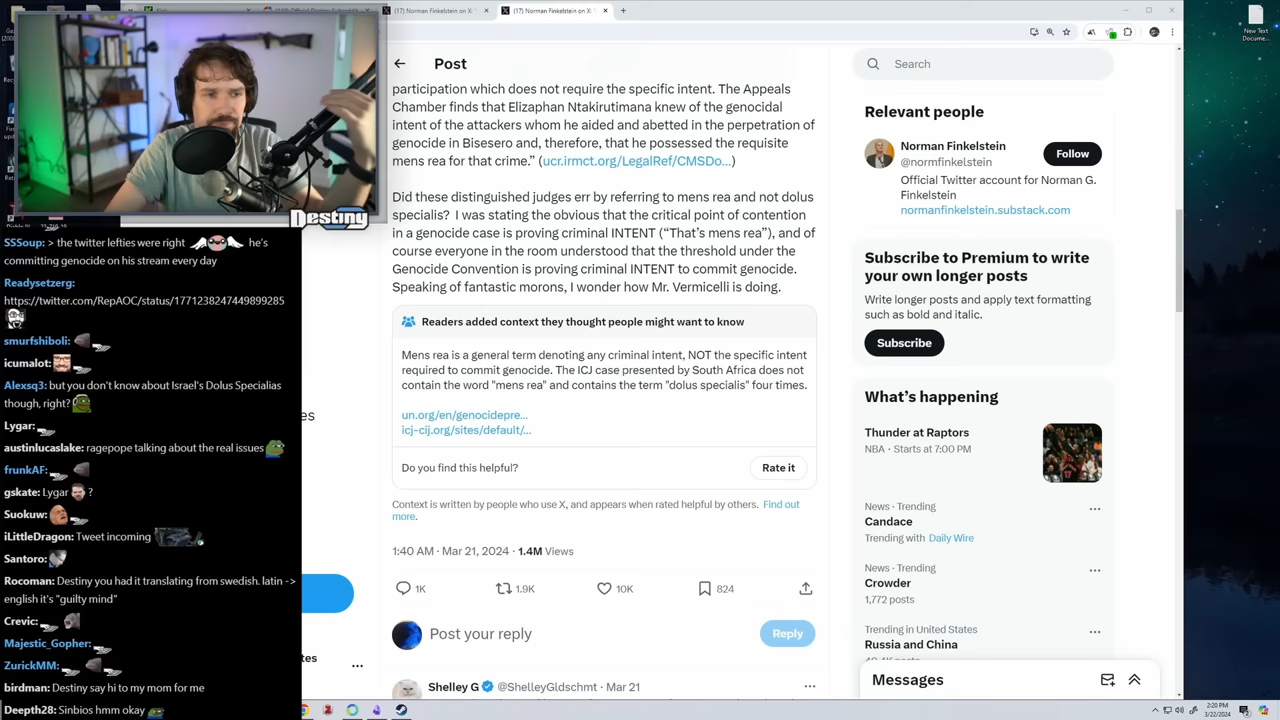 (17) Norman Finkelstein on X:
(17) Norman Finkelstein on X: "
New Text
Docume...
Post
Search
participation which does not require the specific intent. The Appeals
Chamber finds that Elizaphan Ntakirutimana knew of the genocidal
intent of the attackers whom he aided and abetted in the perpetration of
genocide in Bisesero and, therefore, that he possessed the requisite
mens rea for that crime.” (ucr.irmct.org/LegalRef/CMSDo...)
Did these distinguished judges err by referring to mens rea and not dolus
specialis? I was stating the obvious that the critical point of contention
in a genocide case is proving criminal INTENT (“That’s mens rea”), and of
course everyone in the room understood that the threshold under the
Genocide Convention is proving criminal INTENT to commit genocide.
Speaking of fantastic morons, I wonder how Mr. Vermicelli is doing.
Readers added context they thought people might want to know
Mens rea is a general term denoting any criminal intent, NOT the specific intent
required to commit genocide. The ICJ case presented by South Africa does not
contain the word "mens rea" and contains the term "dolus specialis" four times.
un.org/en/genocidepre...
icj-cij.org/sites/default/...
Do you find this helpful?
Rate it
Context is written by people who use X, and appears when rated helpful by others. Find out
more.
1:40 AM · Mar 21, 2024 · 1.4M Views
1K
1.9K
10K
824
Post your reply
Reply
Shelley G @ShelleyGldschmt · Mar 21
Relevant people
Norman Finkelstein
@normfinkelstein
Follow
Official Twitter account for Norman G.
Finkelstein
normanfinkelstein.substack.com
Subscribe to Premium to write
your own longer posts
Write longer posts and apply text formatting
such as bold and italic.
Subscribe
What’s happening
Thunder at Raptors
NBA · Starts at 7:00 PM
News · Trending
Candace
Trending with Daily Wire
News · Trending
Crowder
1,772 posts
Trending in United States
Russia and China
Messages
Destiny
SSSoup: > the twitter lefties were right he's
committing genocide on his stream every day
Readysetzerg:
https://twitter.com/RepAOC/status/1771238247449899285
smurfshiboli:
icumalot:
Alexsq3: but you don't know about Israel's Dolus Specialias
though, right?
Lygar:
austinlucaslake: ragepope talking about the real issues
frunkAF:
gskate: Lygar ?
Suokuw:
iLittleDragon: Tweet incoming
Santoro:
Rocoman: Destiny you had it translating from swedish. latin ->
english it's "guilty mind"
Crevic:
Majestic_Gopher:
ZurickMM:
birdman: Destiny say hi to my mom for me
Deepth28: Sinbios hmm okay
es
tes
2:20 PM
3/22/2024